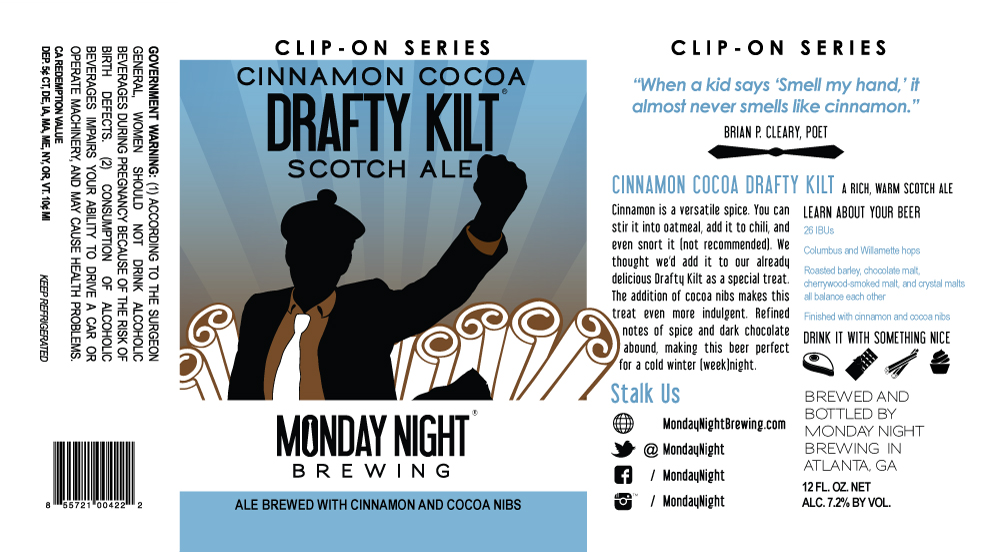 GOVERNMENT WARNING: (1) ACCORDING TO THE SURGEON
GENERAL, WOMEN SHOULD NOT DRINK ALCOHOLIC
BEVERAGES DURING PREGNANCY BECAUSE OF THE RISK OF
BIRTH DEFECTS. (2) CONSUMPTION OF ALCOHOLIC
BEVERAGES IMPAIRS YOUR ABILITY TO DRIVE A CAR OR
OPERATE MACHINERY, AND MAY CAUSE HEALTH PROBLEMS.
CA REDEMPTION VALUE
DEP. 5¢ CT, DE, IA, MA, ME, NY, OR, VT. 10¢ MI
KEEP REFRIGERATED
8 55721 00422 2
CLIP-ON SERIES
CINNAMON COCOA
DRAFTY KILT®
SCOTCH ALE
MONDAY NIGHT®
BREWING
ALE BREWED WITH CINNAMON AND COCOA NIBS
CLIP-ON SERIES
“When a kid says ‘Smell my hand,’ it
almost never smells like cinnamon.”
BRIAN P. CLEARY, POET
CINNAMON COCOA DRAFTY KILT A RICH, WARM SCOTCH ALE
Cinnamon is a versatile spice. You can
stir it into oatmeal, add it to chili, and
even snort it (not recommended). We
thought we'd add it to our already
delicious Drafty Kilt as a special treat.
The addition of cocoa nibs makes this
treat even more indulgent. Refined
notes of spice and dark chocolate
abound, making this beer perfect
for a cold winter (week)night.
Stalk Us
MondayNightBrewing.com
@ MondayNight
/ MondayNight
™ / MondayNight
LEARN ABOUT YOUR BEER
26 IBUs
Columbus and Willamette hops
Roasted barley, chocolate malt,
cherrywood-smoked malt, and crystal malts
all balance each other
Finished with cinnamon and cocoa nibs
DRINK IT WITH SOMETHING NICE
BREWED AND
BOTTLED BY
MONDAY NIGHT
BREWING IN
ATLANTA, GA
12 FL. OZ. NET
ALC. 7.2% BY VOL.